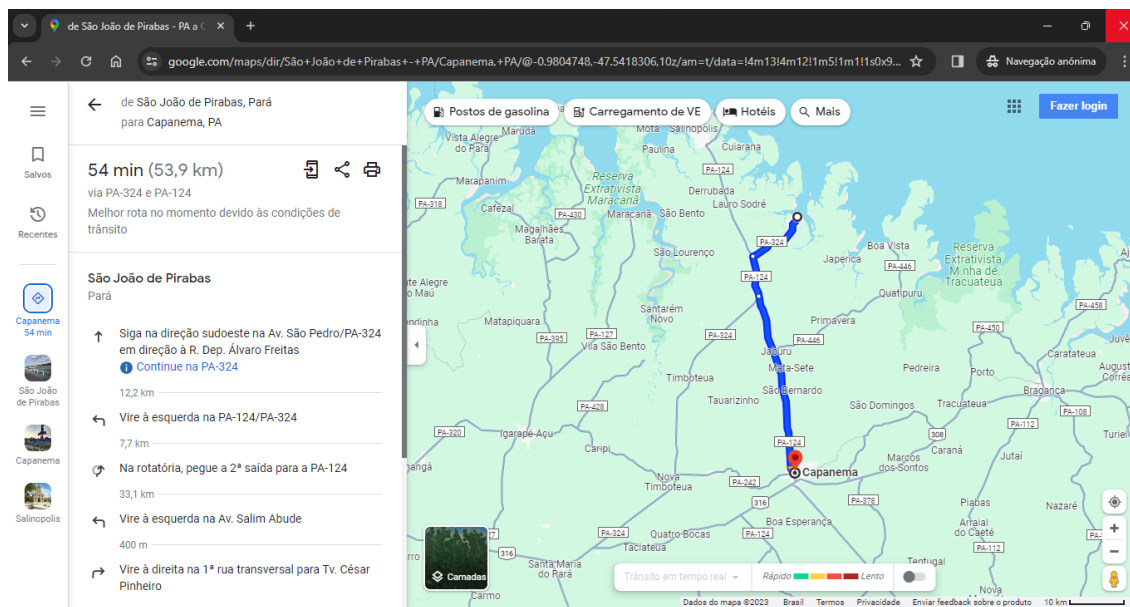 de São João de Pirabas - PA a C
google.com/maps/dir/São+João+de+Pirabas+-+PA/Capanema,+PA/@-0.9804748,-47.5418306,10z/am=t/data=!4m13!4m12!1m5!1m1!1s0x9...
Navegação anônima
de São João de Pirabas, Pará
para Capanema, PA
54 min (53,9 km)
via PA-324 e PA-124
Melhor rota no momento devido às condições de
trânsito
São João de Pirabas
Pará
Siga na direção sudoeste na Av. São Pedro/PA-324
em direção à R. Dep. Álvaro Freitas
Continue na PA-324
12,2 km
Vire à esquerda na PA-124/PA-324
7,7 km
Na rotatória, pegue a 2ª saída para a PA-124
33,1 km
Vire à esquerda na Av. Salim Abude
400 m
Vire à direita na 1ª rua transversal para Tv. César
Pinheiro
Salvos
Recentes
Capanema
54 min
São João
de Pirabas
Capanema
Salinopolis
Postos de gasolina
Carregamento de VE
Hotéis
Mais
Fazer login
Vista Alegre
do Pará
Marudá
Mota
Salinópolis
Paulina
Cuiarana
PA-124
Marapanim
Reserva
Extrativista
Maracanã
Derrubada
PA-318
Cafezal
PA-430
Maracanã
São Bento
Lauro Sodré
Magalhães
Barata
PA-324
Boa Vista
São Lourenço
Japerica
PA-446
Reserva
Extrativista
Tracuateua
PA-124
Quatipuru
Santarém
Novo
PA-458
Matapiquara
Primavera
PA-395
PA-127
Vila São Bento
PA-324
PA-446
PA-450
Japuru
Caratateua
Mata-Sete
Pedreira
Porto
August
Corrêa
Timboteua
São Bernardo
Bragança
Tauarizinho
São Domingos
Tracuateua
PA-428
PA-108
PA-112
PA-320
Igarapé-Açu
308
Caripi
PA-124
Caraná
Jutaí
Marcos
dos-Santos
Capanema
Nova
Timboteua
PA-242
316
PA-378
Piabas
Nazaré
Boa Esperança
Arraial
do Caeté
PA-324
Quatro Bocas
PA-124
Taciateua
PA-112
316
Santa Maria
do Pará
Tentugal
Nova
Carmo
Camadas
Trânsito em tempo real
Rápido
Lento
Dados do mapa ©2023
Brasil
Termos
Privacidade
Enviar feedback sobre o produto
10 km